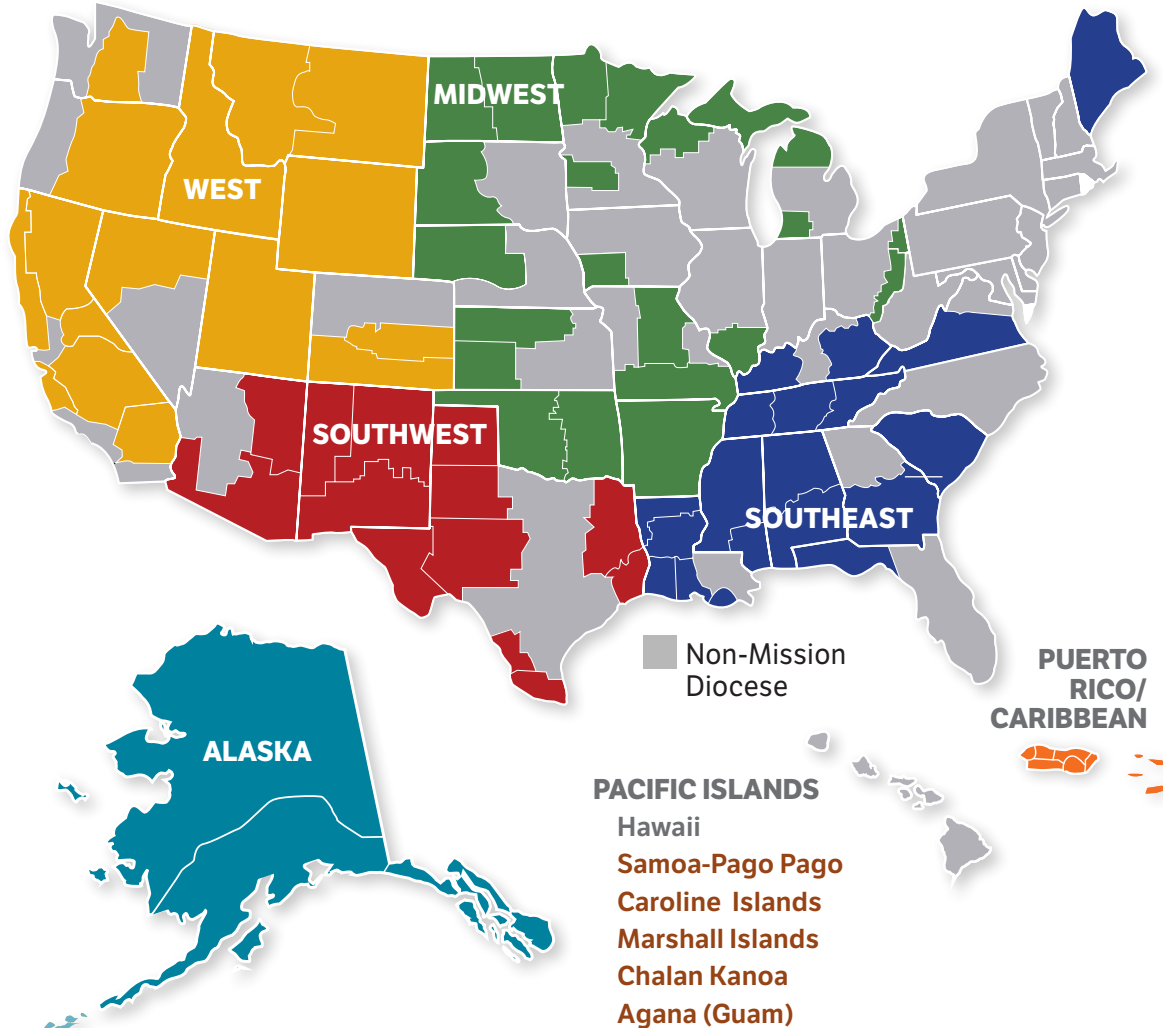 MIDWEST
WEST
SOUTHWEST
SOUTHEAST
Non-Mission
Diocese
PUERTO
RICO/
CARIBBEAN
ALASKA
PACIFIC ISLANDS
Hawaii
Samoa-Pago Pago
Caroline Islands
Marshall Islands
Chalan Kanoa
Agana (Guam)